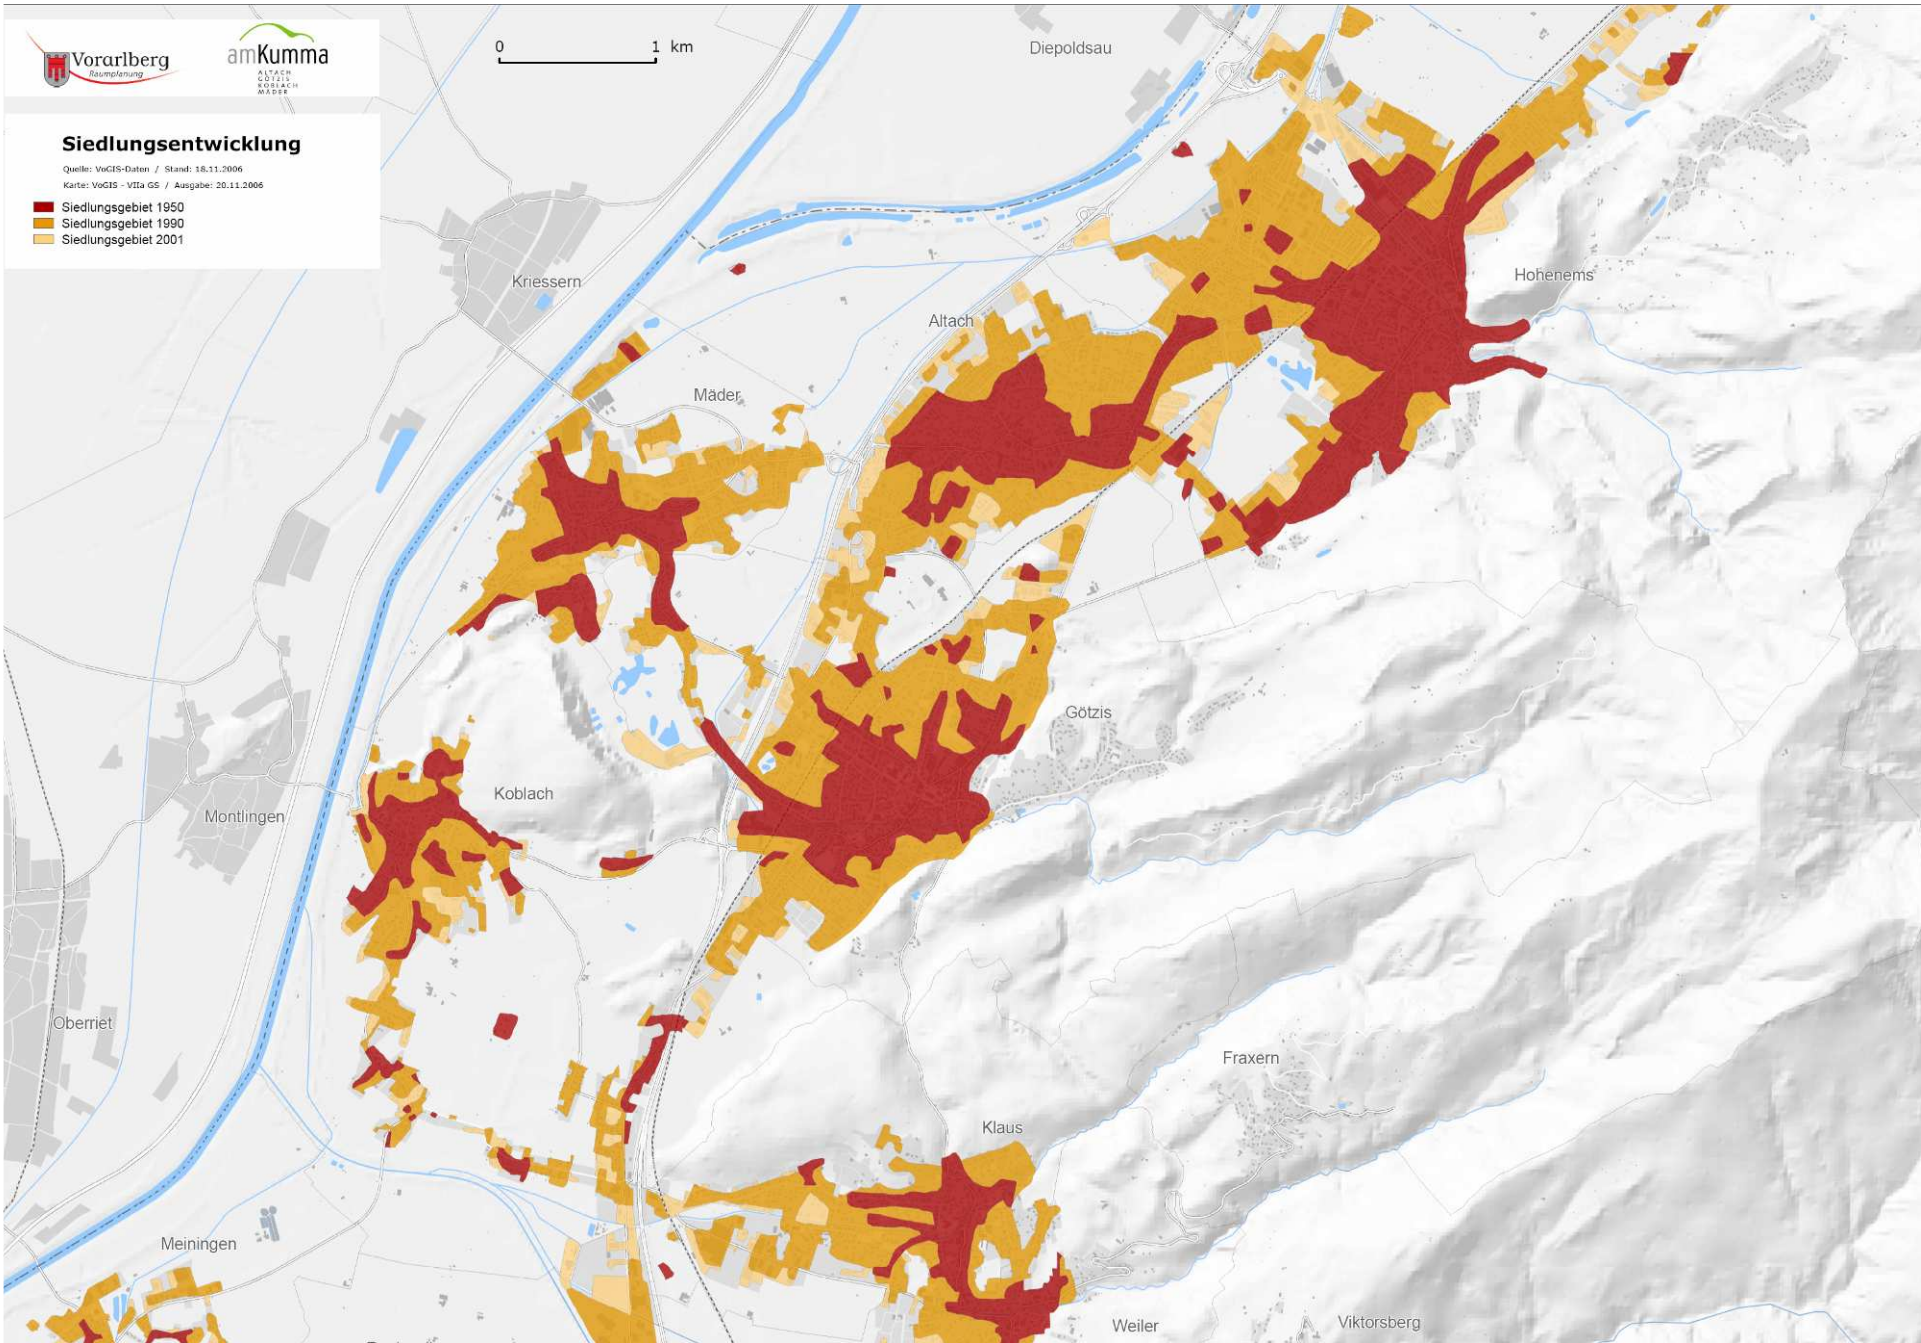 Vorarlberg
Raumplanung
amKumma
ALTACH
GÖTZIS
KOBLACH
MÄDER
0 1 km
Siedlungsentwicklung
Quelle: VoGIS-Daten / Stand: 18.11.2006
Karte: VoGIS - VIIa GS / Ausgabe: 20.11.2006
Siedlungsgebiet 1950
Siedlungsgebiet 1990
Siedlungsgebiet 2001
Diepoldsau
Hohenems
Kriessern
Altach
Mäder
Götzis
Koblach
Montlingen
Oberriet
Fraxern
Klaus
Meiningen
Weiler
Viktorsberg